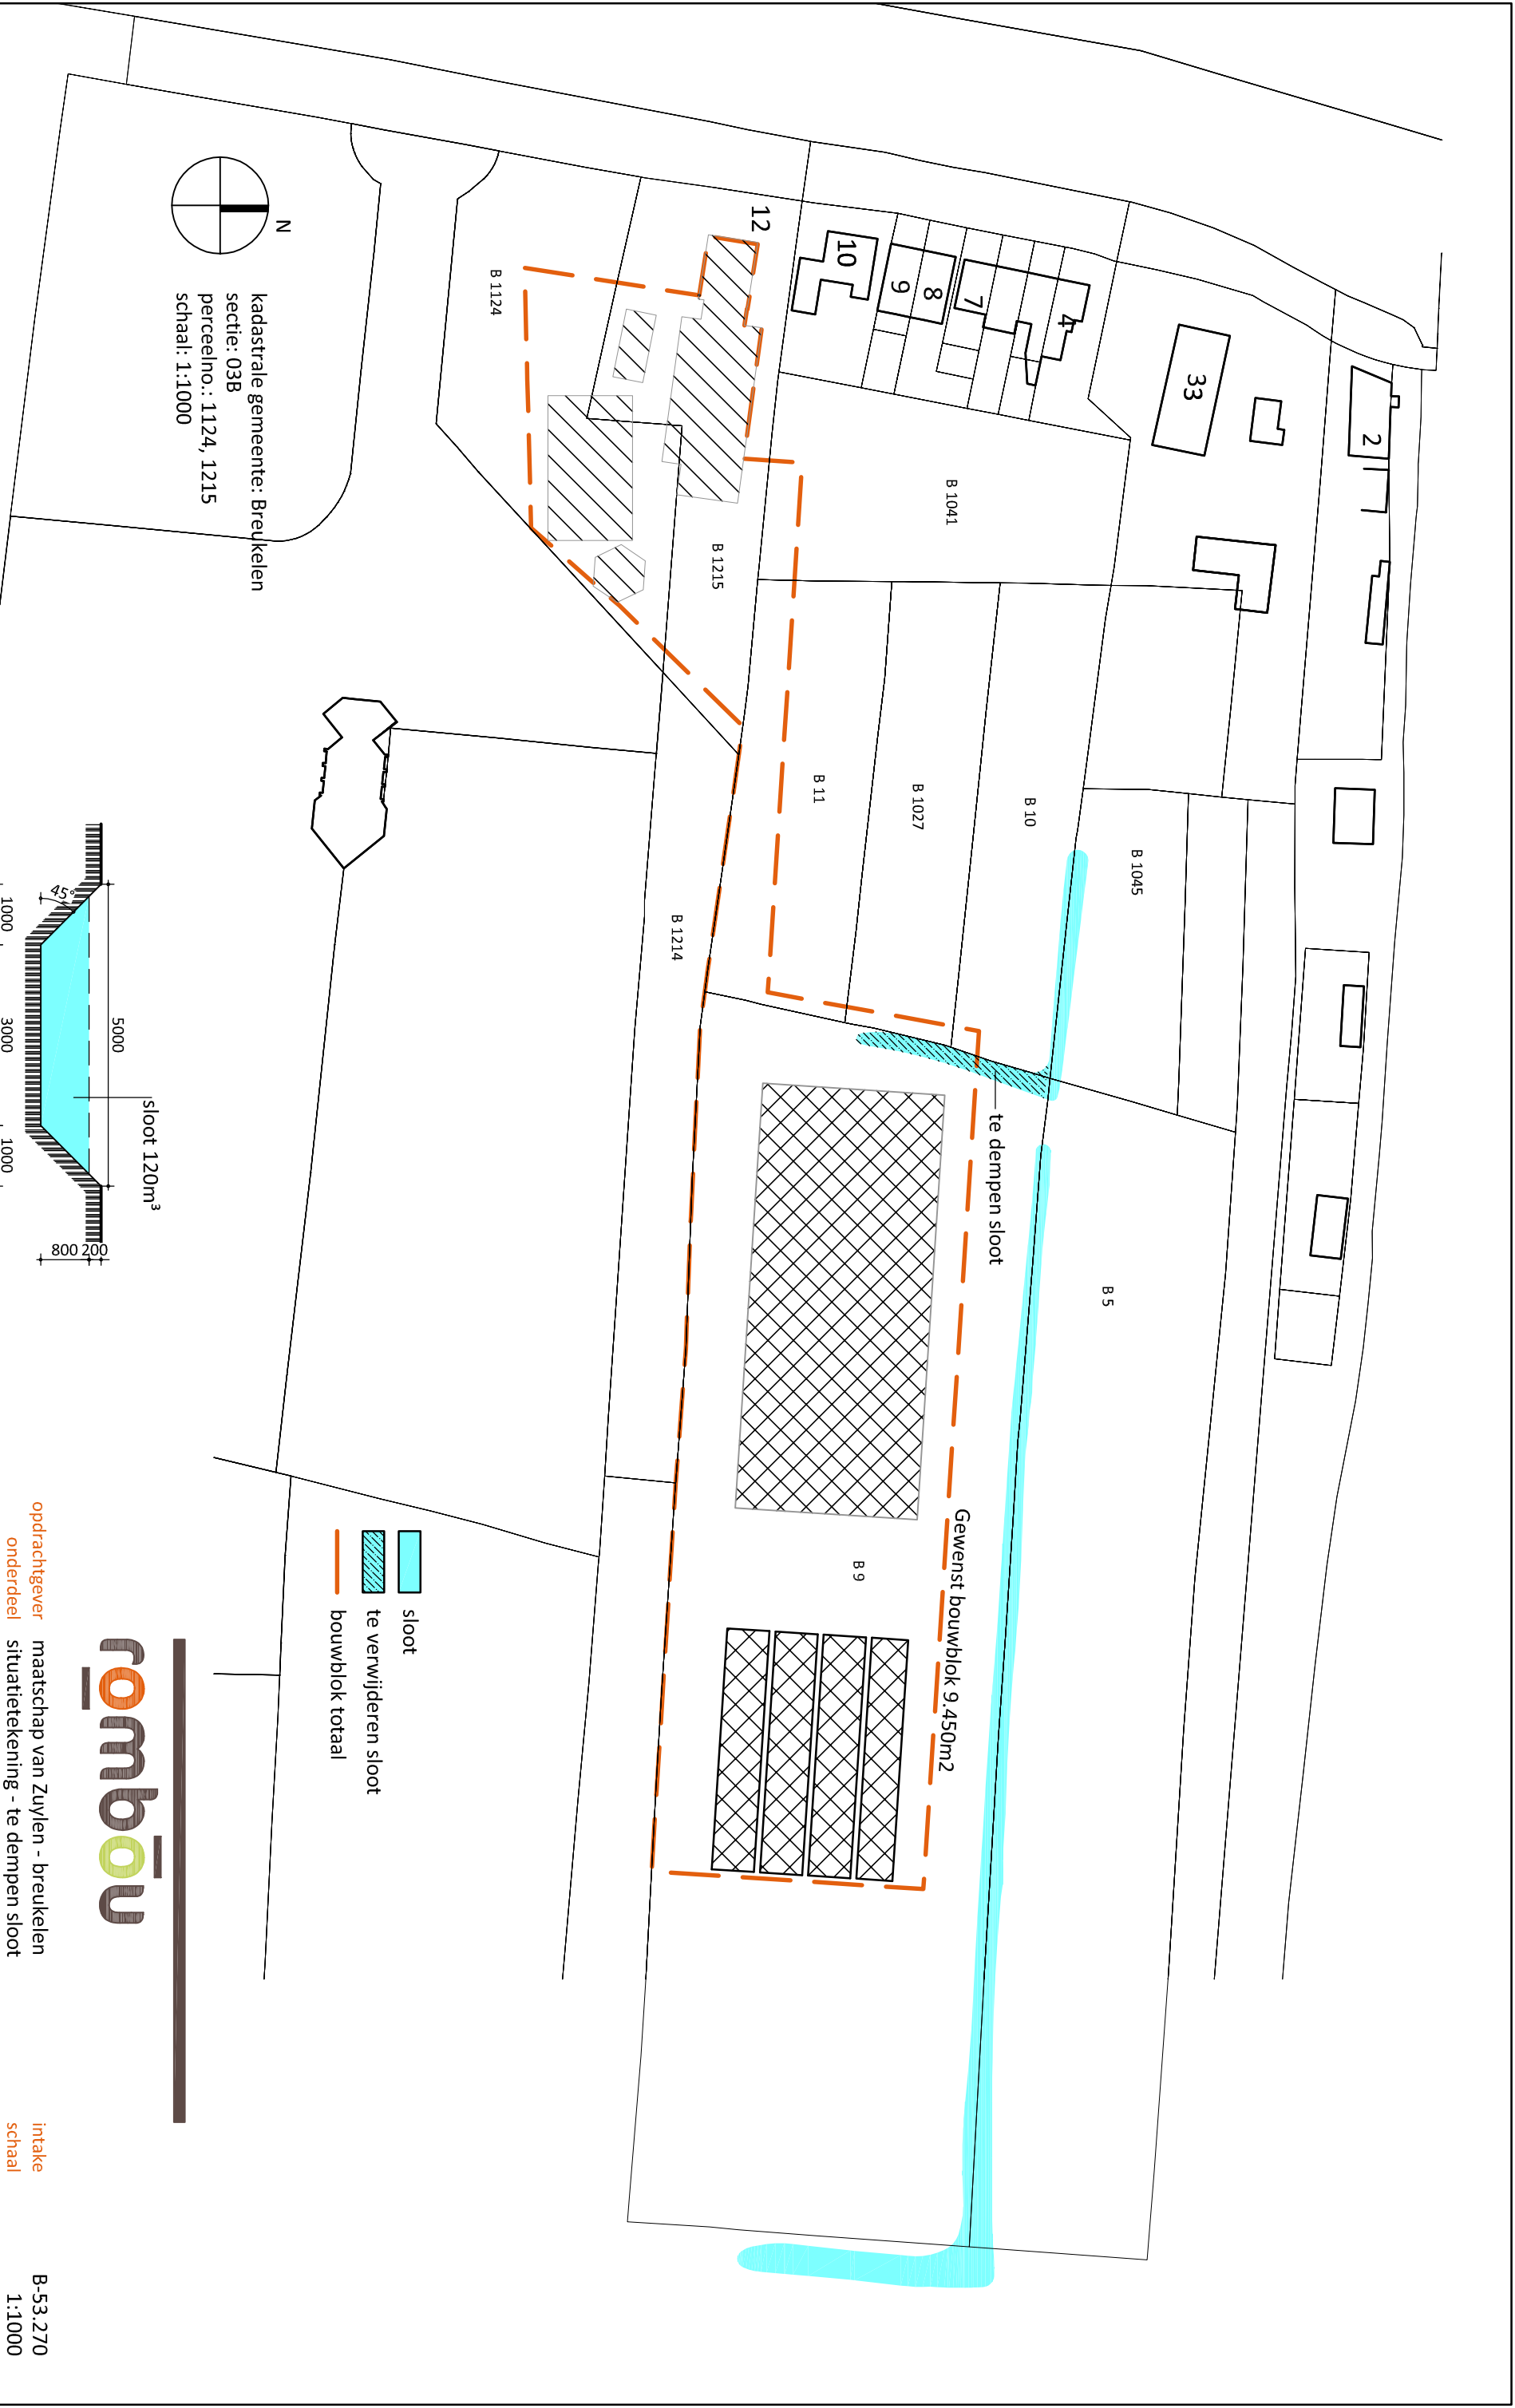 2
33
4
7
8
9
10
12
B 1041
B 1045
B 10
B 1027
B 11
B 1215
B 1124
B 1214
B 5
B 9
te dempen sloot
Gewenst bouwblok 9.450m2
N
kadastrale gemeente: Breukelen
sectie: 03B
perceelno.: 1124, 1215
schaal: 1:1000
sloot
te verwijderen sloot
bouwblok totaal
sloot 120m³
5000
45°
800 200
1000 3000 1000
rombou
opdrachtgever maatschap van Zuylen - breukelen
onderdeel situatietekening - te dempen sloot
intake B-53.270
schaal 1:1000